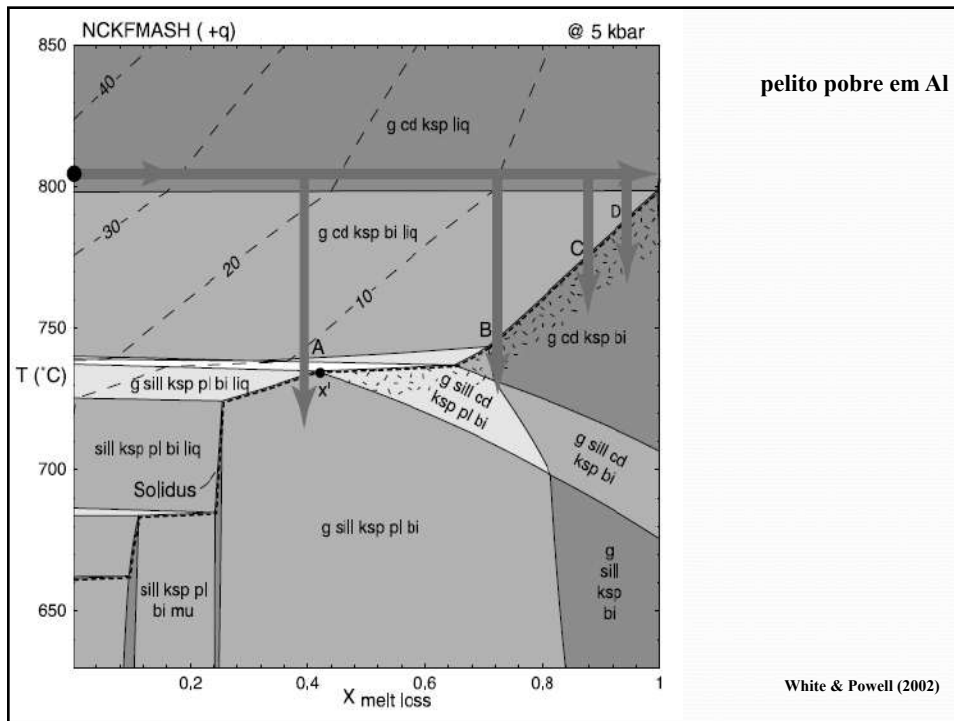 NCKFMASH ( +q)
@ 5 kbar
pelito pobre em Al
850
40
g cd ksp liq
800
30
g cd ksp bi liq
D
C
20
10
750
B
A
g cd ksp bi
T (°C)
g sill ksp pl bi liq
x'
g sill cd
ksp pl bi
g sill cd
ksp bi
sill ksp pl bi liq
700
Solidus
g sill ksp pl bi
g
sill
ksp
bi
sill ksp pl
bi mu
650
0,2
0,4
0,6
0,8
1
X melt loss
White & Powell (2002)